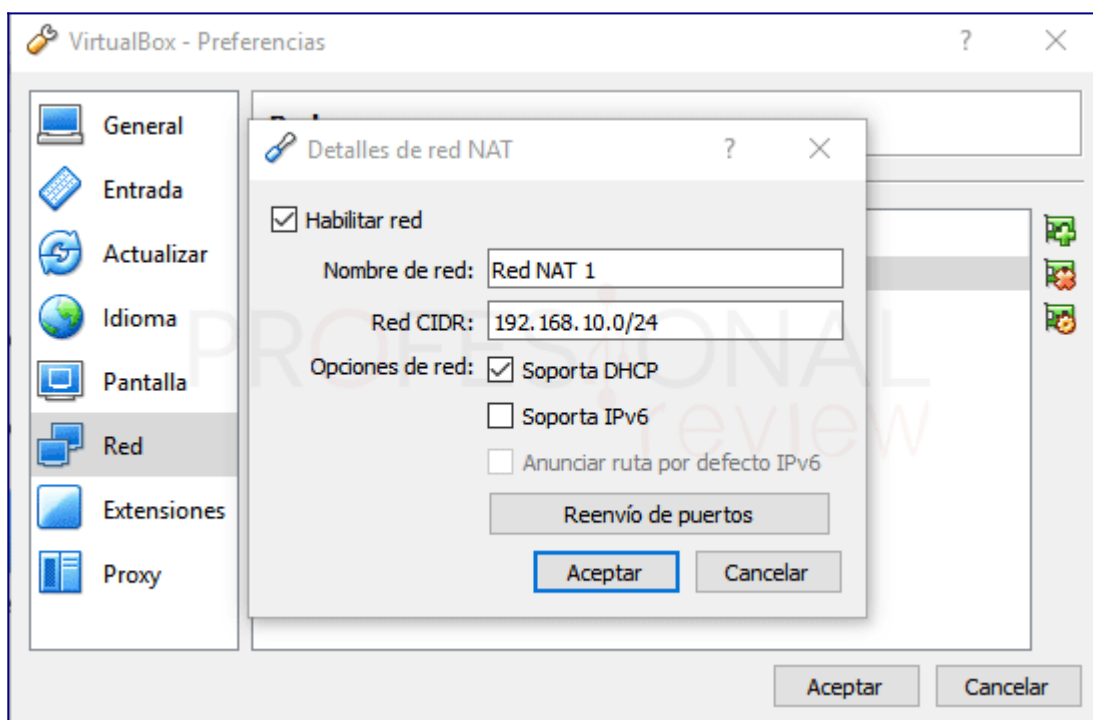 VirtualBox - Preferencias
General
Entrada
Actualizar
Idioma
Pantalla
Red
Extensiones
Proxy
Detalles de red NAT
Habilitar red
Nombre de red: Red NAT 1
Red CIDR: 192.168.10.0/24
Opciones de red: Soporta DHCP
Soporta IPv6
Anunciar ruta por defecto IPv6
Reenvío de puertos
Aceptar Cancelar
Aceptar Cancelar
PROFESIONAL
review